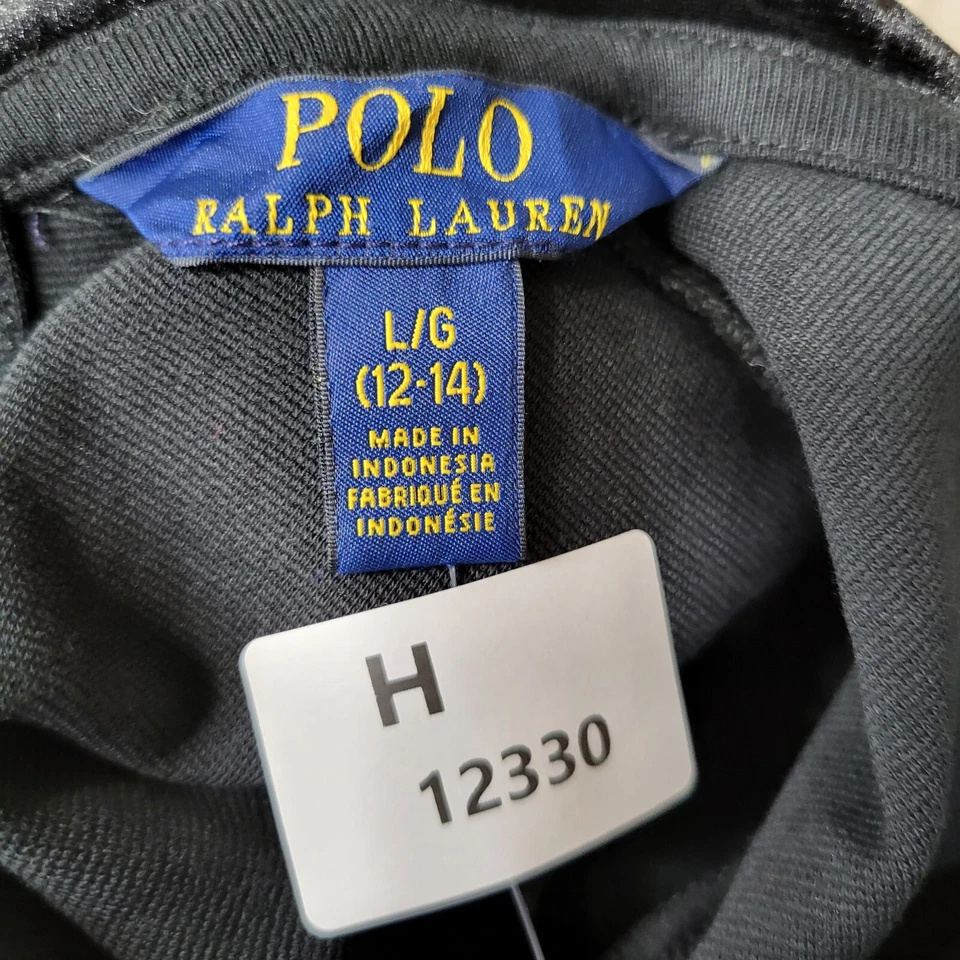 POLO
RALPH LAUREN
L/G
(12-14)
MADE IN
INDONESIA
FABRIQUÉ EN
INDONÉSIE
H
12330